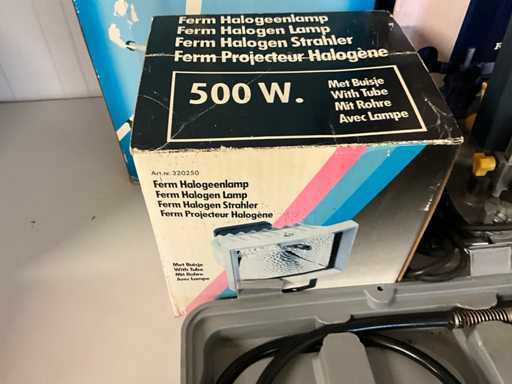 Ferm Halogeenlamp
Ferm Halogen Lamp
Ferm Halogen Strahler
Ferm Projecteur Halogène
500 W.
Met Buisje
With Tube
Mit Rohre
Avec Lampe
Art.nr. 320250
Ferm Halogeenlamp
Ferm Halogen Lamp
Ferm Halogen Strahler
Ferm Projecteur Halogène
Met Buisje
With Tube
Mit Rohre
Avec Lampe